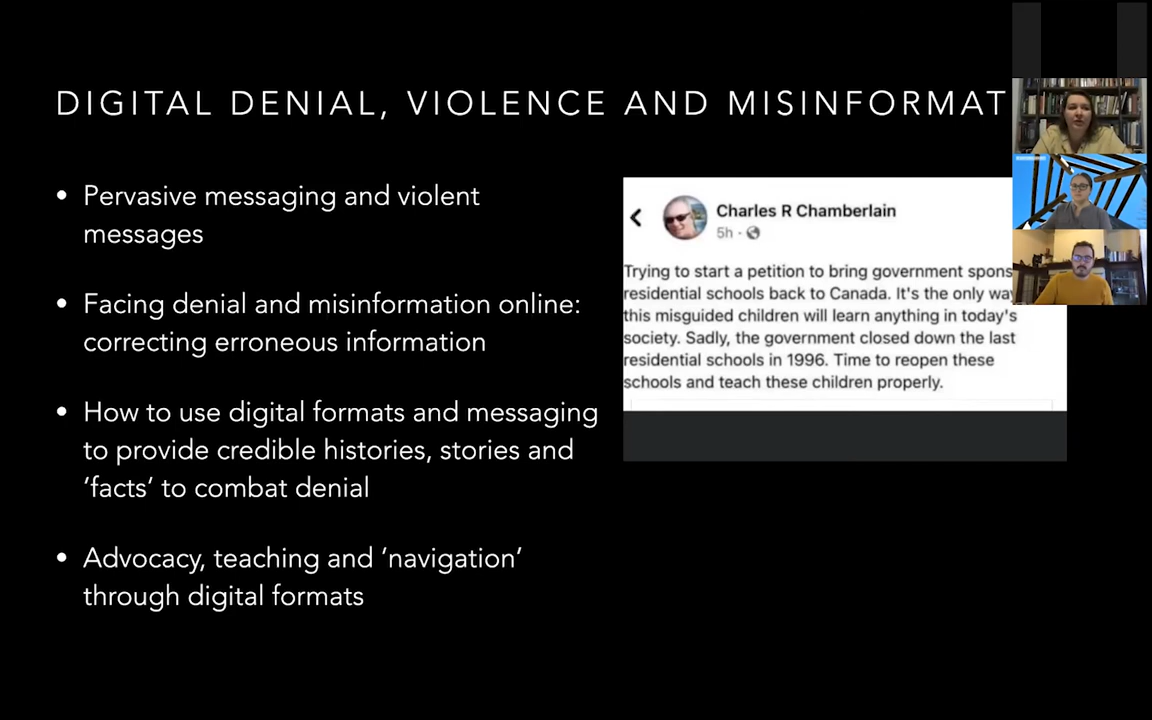 DIGITAL DENIAL, VIOLENCE AND MISINFORMAT
• Pervasive messaging and violent
messages
• Facing denial and misinformation online:
correcting erroneous information
• How to use digital formats and messaging
to provide credible histories, stories and
‘facts’ to combat denial
• Advocacy, teaching and ‘navigation’
through digital formats
Charles R Chamberlain
5h ·
Trying to start a petition to bring government spons
residential schools back to Canada. It's the only way
this misguided children will learn anything in today's
society. Sadly, the government closed down the last
residential schools in 1996. Time to reopen these
schools and teach these children properly.